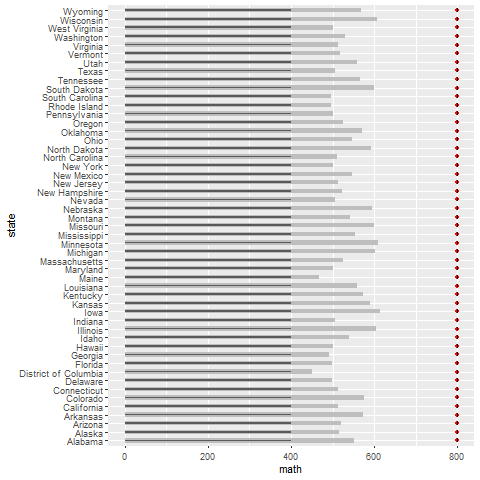 Wyoming
Wisconsin
West Virginia
Washington
Virginia
Vermont
Utah
Texas
Tennessee
South Dakota
South Carolina
Rhode Island
Pennsylvania
Oregon
Oklahoma
Ohio
North Dakota
North Carolina
New York
New Mexico
New Jersey
New Hampshire
Nevada
Nebraska
Montana
Missouri
Mississippi
Minnesota
Michigan
Massachusetts
Maryland
Maine
Louisiana
Kentucky
Kansas
Iowa
Indiana
Illinois
Idaho
Hawaii
Georgia
Florida
District of Columbia
Delaware
Connecticut
Colorado
California
Arkansas
Arizona
Alaska
Alabama
state
0 200 400 600 800
math